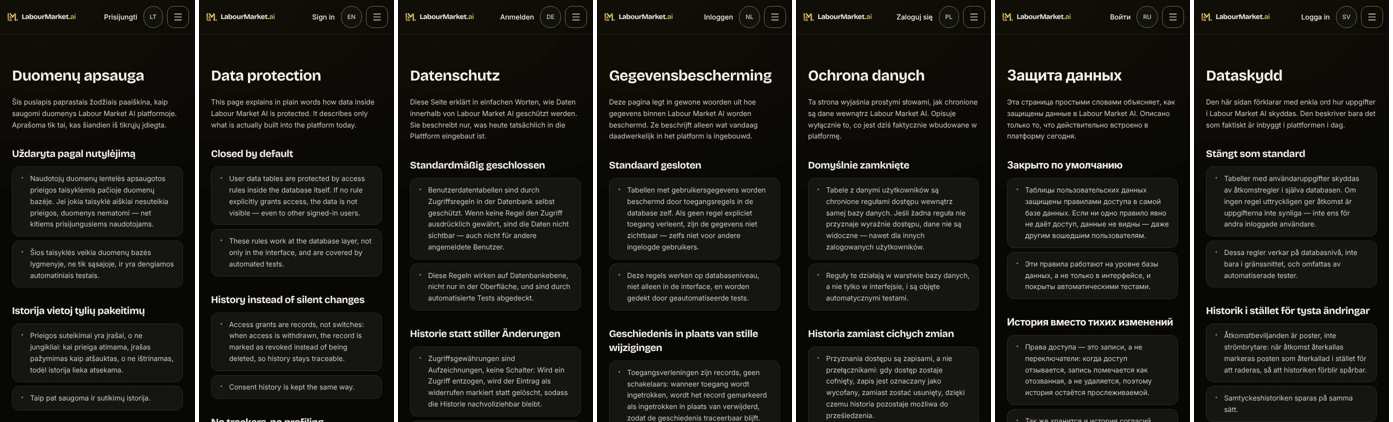 LabourMarket.ai
Prisijungti
LT
Duomenų apsauga
Šis puslapis paprastais žodžiais paaiškina, kaip
saugomi duomenys Labour Market AI platformoje.
Aprašoma tik tai, kas šiandien iš tikrųjų įdiegta.
Uždaryta pagal nutylėjimą
Naudotojų duomenų lentelės apsaugotos
prieigos taisyklėmis pačioje duomenų
bazėje. Jei jokia taisyklė aiškiai nesuteikia
prieigos, duomenys nematomi — net
kitiems prisijungusiems naudotojams.
Šios taisyklės veikia duomenų bazės
lygmenyje, ne tik sąsajoje, ir yra dengiamos
automatiniais testais.
Istorija vietoj tylių pakeitimų
Prieigos suteikimai yra įrašai, o ne
jungikliai: kai prieiga atimama, įrašas
pažymimas kaip atšauktas, o ne ištrinamas,
todėl istorija lieka atsekama.
Taip pat saugoma ir sutikimų istorija.
LabourMarket.ai
Sign in
EN
Data protection
This page explains in plain words how data inside
Labour Market AI is protected. It describes only
what is actually built into the platform today.
Closed by default
User data tables are protected by access
rules inside the database itself. If no rule
explicitly grants access, the data is not
visible — even to other signed-in users.
These rules work at the database layer, not
only in the interface, and are covered by
automated tests.
History instead of silent changes
Access grants are records, not switches:
when access is withdrawn, the record is
marked as revoked instead of being
deleted, so history stays traceable.
Consent history is kept the same way.
No trackers, no profiling
LabourMarket.ai
Anmelden
DE
Datenschutz
Diese Seite erklärt in einfachen Worten, wie Daten
innerhalb von Labour Market AI geschützt werden.
Sie beschreibt nur, was heute tatsächlich in die
Plattform eingebaut ist.
Standardmäßig geschlossen
Benutzerdatentabellen sind durch
Zugriffsregeln in der Datenbank selbst
geschützt. Wenn keine Regel den Zugriff
ausdrücklich gewährt, sind die Daten nicht
sichtbar — auch nicht für andere
angemeldete Benutzer.
Diese Regeln wirken auf Datenbankebene,
nicht nur in der Oberfläche, und sind durch
automatisierte Tests abgedeckt.
Historie statt stiller Änderungen
Zugriffsgewährungen sind
Aufzeichnungen, keine Schalter: Wird ein
Zugriff entzogen, wird der Eintrag als
widerrufen markiert statt gelöscht, sodass
die Historie nachvollziehbar bleibt.
LabourMarket.ai
Inloggen
NL
Gegevensbescherming
Deze pagina legt in gewone woorden uit hoe
gegevens binnen Labour Market AI worden
beschermd. Ze beschrijft alleen wat vandaag
daadwerkelijk in het platform is ingebouwd.
Standaard gesloten
Tabellen met gebruikersgegevens worden
beschermd door toegangsregels in de
database zelf. Als geen regel expliciet
toegang verleent, zijn de gegevens niet
zichtbaar — zelfs niet voor andere
ingelogde gebruikers.
Deze regels werken op databaseniveau,
niet alleen in de interface, en worden
gedekt door geautomatiseerde tests.
Geschiedenis in plaats van stille
wijzigingen
Toegangsverleningen zijn records, geen
schakelaars: wanneer toegang wordt
ingetrokken, wordt het record gemarkeerd
als ingetrokken in plaats van verwijderd,
zodat de geschiedenis traceerbaar blijft.
LabourMarket.ai
Zaloguj się
PL
Ochrona danych
Ta strona wyjaśnia prostymi słowami, jak chronione
są dane wewnątrz Labour Market AI. Opisuje
wyłącznie to, co jest dziś faktycznie wbudowane w
platformę.
Domyślnie zamknięte
Tabele z danymi użytkowników są
chronione regułami dostępu wewnątrz
samej bazy danych. Jeśli żadna reguła nie
przyznaje wyraźnie dostępu, dane nie są
widoczne — nawet dla innych
zalogowanych użytkowników.
Reguły te działają w warstwie bazy danych,
a nie tylko w interfejsie, i są objęte
automatycznymi testami.
Historia zamiast cichych zmian
Przyznania dostępu są zapisami, a nie
przełącznikami: gdy dostęp zostaje
cofnięty, zapis jest oznaczany jako
wycofany, zamiast zostać usunięty, dzięki
czemu historia pozostaje możliwa do
prześledzenia.
LabourMarket.ai
Войти
RU
Защита данных
Эта страница простыми словами объясняет, как
защищены данные в Labour Market AI. Описано
только то, что действительно встроено в
платформу сегодня.
Закрыто по умолчанию
Таблицы пользовательских данных
защищены правилами доступа в самой
базе данных. Если ни одно правило явно
не даёт доступ, данные не видны — даже
другим вошедшим пользователям.
Эти правила работают на уровне базы
данных, а не только в интерфейсе, и
покрыты автоматическими тестами.
История вместо тихих изменений
Права доступа — это записи, а не
переключатели: когда доступ
отзывается, запись помечается как
отозванная, а не удаляется, поэтому
история остаётся прослеживаемой.
Так же хранится и история согласий.
LabourMarket.ai
Logga in
SV
Dataskydd
Den här sidan förklarar med enkla ord hur uppgifter
i Labour Market AI skyddas. Den beskriver bara det
som faktiskt är inbyggt i plattformen i dag.
Stängt som standard
Tabeller med användaruppgifter skyddas
av åtkomstregler i själva databasen. Om
ingen regel uttryckligen ger åtkomst är
uppgifterna inte synliga — inte ens för
andra inloggade användare.
Dessa regler verkar på databasnivå, inte
bara i gränssnittet, och omfattas av
automatiserade tester.
Historik i stället för tysta ändringar
Åtkomstbeviljanden är poster, inte
strömbrytare: när åtkomst återkallas
markeras posten som återkallad i stället för
att raderas, så att historiken förblir spårbar.
Samtyckeshistoriken sparas på samma
sätt.